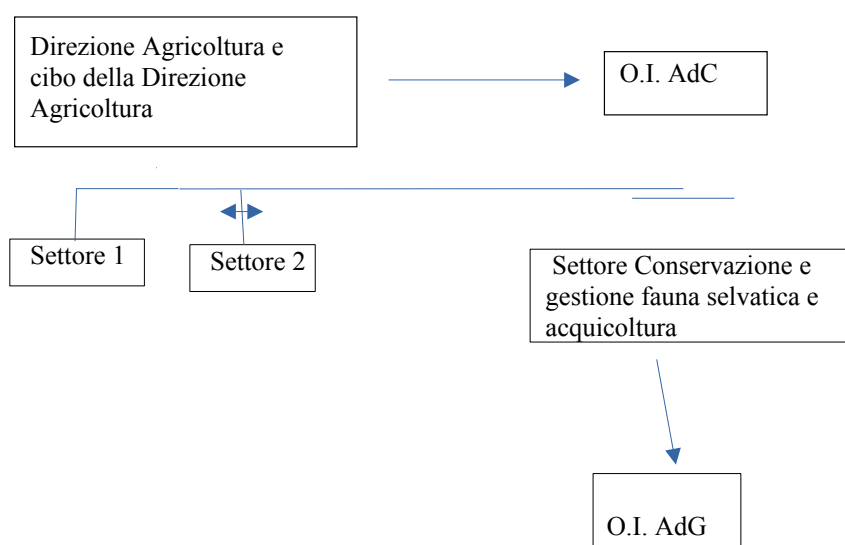 Direzione Agricoltura e
cibo della Direzione
Agricoltura
O.I. AdC
Settore 1
Settore 2
Settore Conservazione e
gestione fauna selvatica e
acquicoltura
O.I. AdG